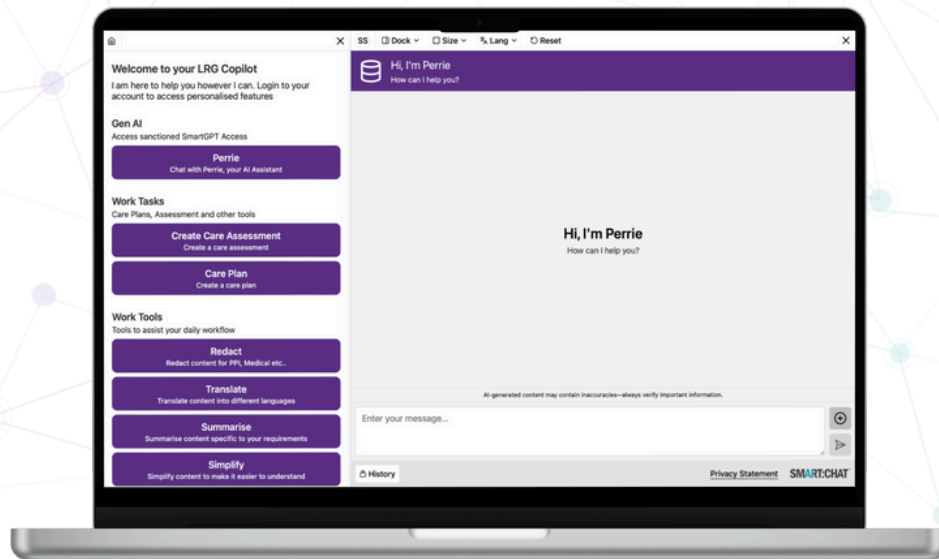 Welcome to your LRG Copilot
I am here to help you however I can. Login to your
account to access personalised features
Gen AI
Access sanctioned SmartGPT Access
Perrie
Chat with Perrie, your AI Assistant
Work Tasks
Care Plans, Assessment and other tools
Create Care Assessment
Create a care assessment
Care Plan
Create a care plan
Work Tools
Tools to assist your daily workflow
Redact
Redact content for PPI, Medical etc..
Translate
Translate content into different languages
Summarise
Summarise content specific to your requirements
Simplify
Simplify content to make it easier to understand
SS Dock Size Lang Reset
Hi, I'm Perrie
How can I help you?
Hi, I'm Perrie
How can I help you?
AI-generated content may contain inaccuracies—always verify important information.
Enter your message...
History Privacy Statement SMART:CHAT